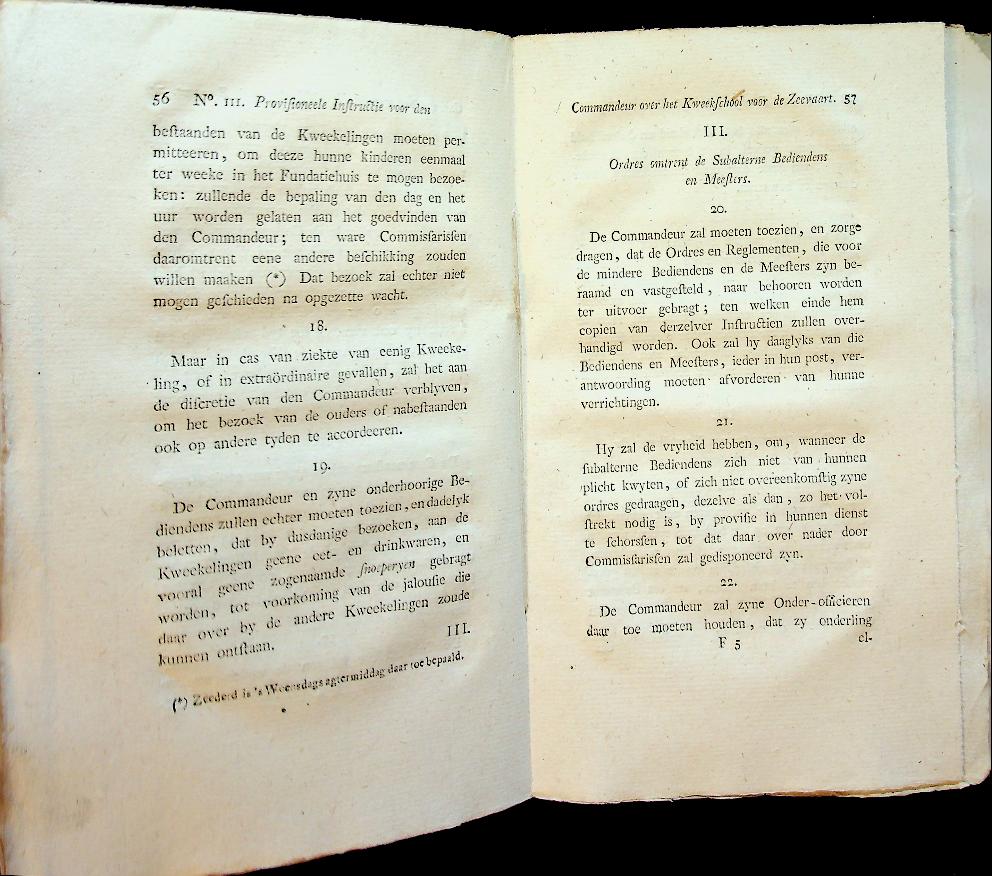 56 Nº. III. Provisioneele Instructie voor den
bestaanden van de Kweekelingen moeten per-
mitteeren, om deeze hunne kinderen eenmaal
ter weeke in het Fundatiehuis te mogen bezoe-
ken: zullende de bepaling van den dag en het
uur worden gelaten aan het goedvinden van
den Commandeur; ten ware Commisfarisfen
daaromtrent eene andere beschikking zouden
willen maaken (*) Dat bezoek zal echter niet
mogen geschieden na opgezette wacht.
18.
Maar in cas van ziekte van eenig Kweeke-
ling, of in extraördinaire gevallen, zal het aan
de discretie van den Commandeur verblyven,
om het bezoek van de ouders of nabestaanden
ook op andere tyden te accordeeren.
19.
De Commandeur en zyne onderhoorige Be-
diendens zullen echter moeten toezien, en dadelyk
beletten, dat by dusdanige bezoeken, aan de
Kweekelingen geene eet- en drinkwaren, en
vooral geene zogenaamde snoeperyen gebragt
worden, tot voorkoming van de jalousie die
daar over by de andere Kweekelingen zoude
kunnen ontstaan.
III.
(*) Zederd is 's Woensdags agtermiddag daar toe bepaald.
Commandeur over het Kweekschool voor de Zeevaart. 57
III.
Ordres omtrent de Subalterne Bediendens
en Meesters.
20.
De Commandeur zal moeten toezien, en zorge
dragen, dat de Ordres en Reglementen, die voor
de mindere Bediendens en de Meesters zyn be-
raamd en vastgesteld, naar behooren worden
ter uitvoer gebragt; ten welken einde hem
copien van derzelver Instructien zullen over-
handigd worden. Ook zal hy daaglyks van die
Bediendens en Meesters, ieder in hun post, ver-
antwoording moeten afvorderen van hunne
verrichtingen.
21.
Hy zal de vryheid hebben, om, wanneer de
subalterne Bediendens zich niet van hunnen
plicht kwyten, of zich niet overeenkomstig zyne
ordres gedraagen, dezelve als dan, zo het vol-
strekt nodig is, by provisie in hunnen dienst
te schorsfen, tot dat daar over nader door
Commisfarisfen zal gedisponeerd zyn.
22.
De Commandeur zal zyne Onder-officieren
daar toe moeten houden, dat zy onderling
F 5 el-